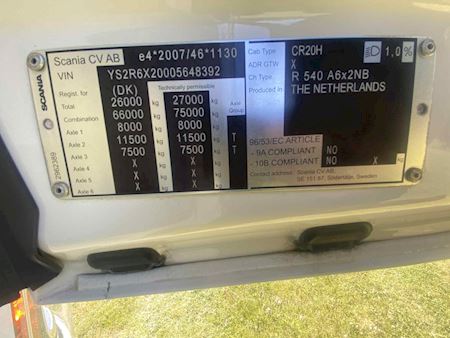 SCANIA
Scania CV AB e4*2007/46*1130
VIN YS2R6X20005648392
Technically permissible
Regist. for (DK)
Total 26000 kg 27000 kg Axle Group
Combination 66000 kg 75000 kg
Axle 1 8000 kg 8000 kg
Axle 2 11500 kg 11500 kg T
Axle 3 7500 kg 7500 kg T
Axle 4 X kg X kg
Axle 5 X kg X kg
Axle 6 X kg X kg
Cab Type CR20H 1,0 %
ADR GTW X
Ch Type R 540 A6x2NB
Produced in THE NETHERLANDS
96/53/EC ARTICLE
- 9A COMPLIANT NO
- 10B COMPLIANT NO X kg
Contact address: Scania CV AB,
SE 151 87, Södertälje, Sweden